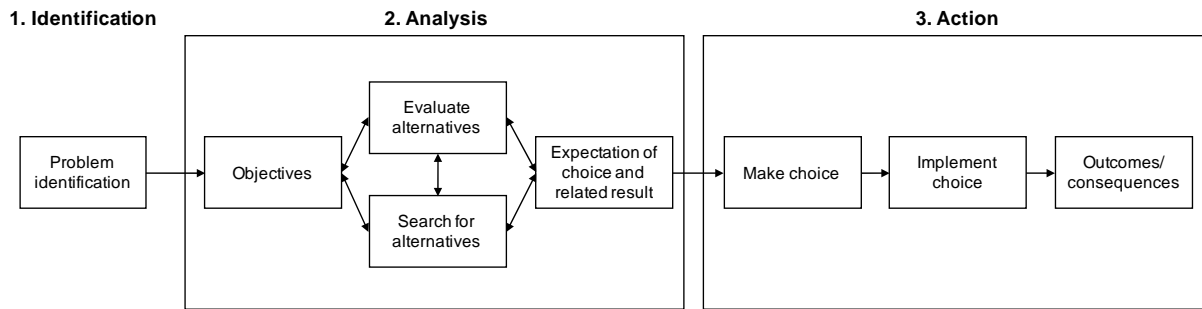 1. Identification
2. Analysis
3. Action
Problem
identification
Objectives
Evaluate
alternatives
Search for
alternatives
Expectation of
choice and
related result
Make choice
Implement
choice
Outcomes/
consequences